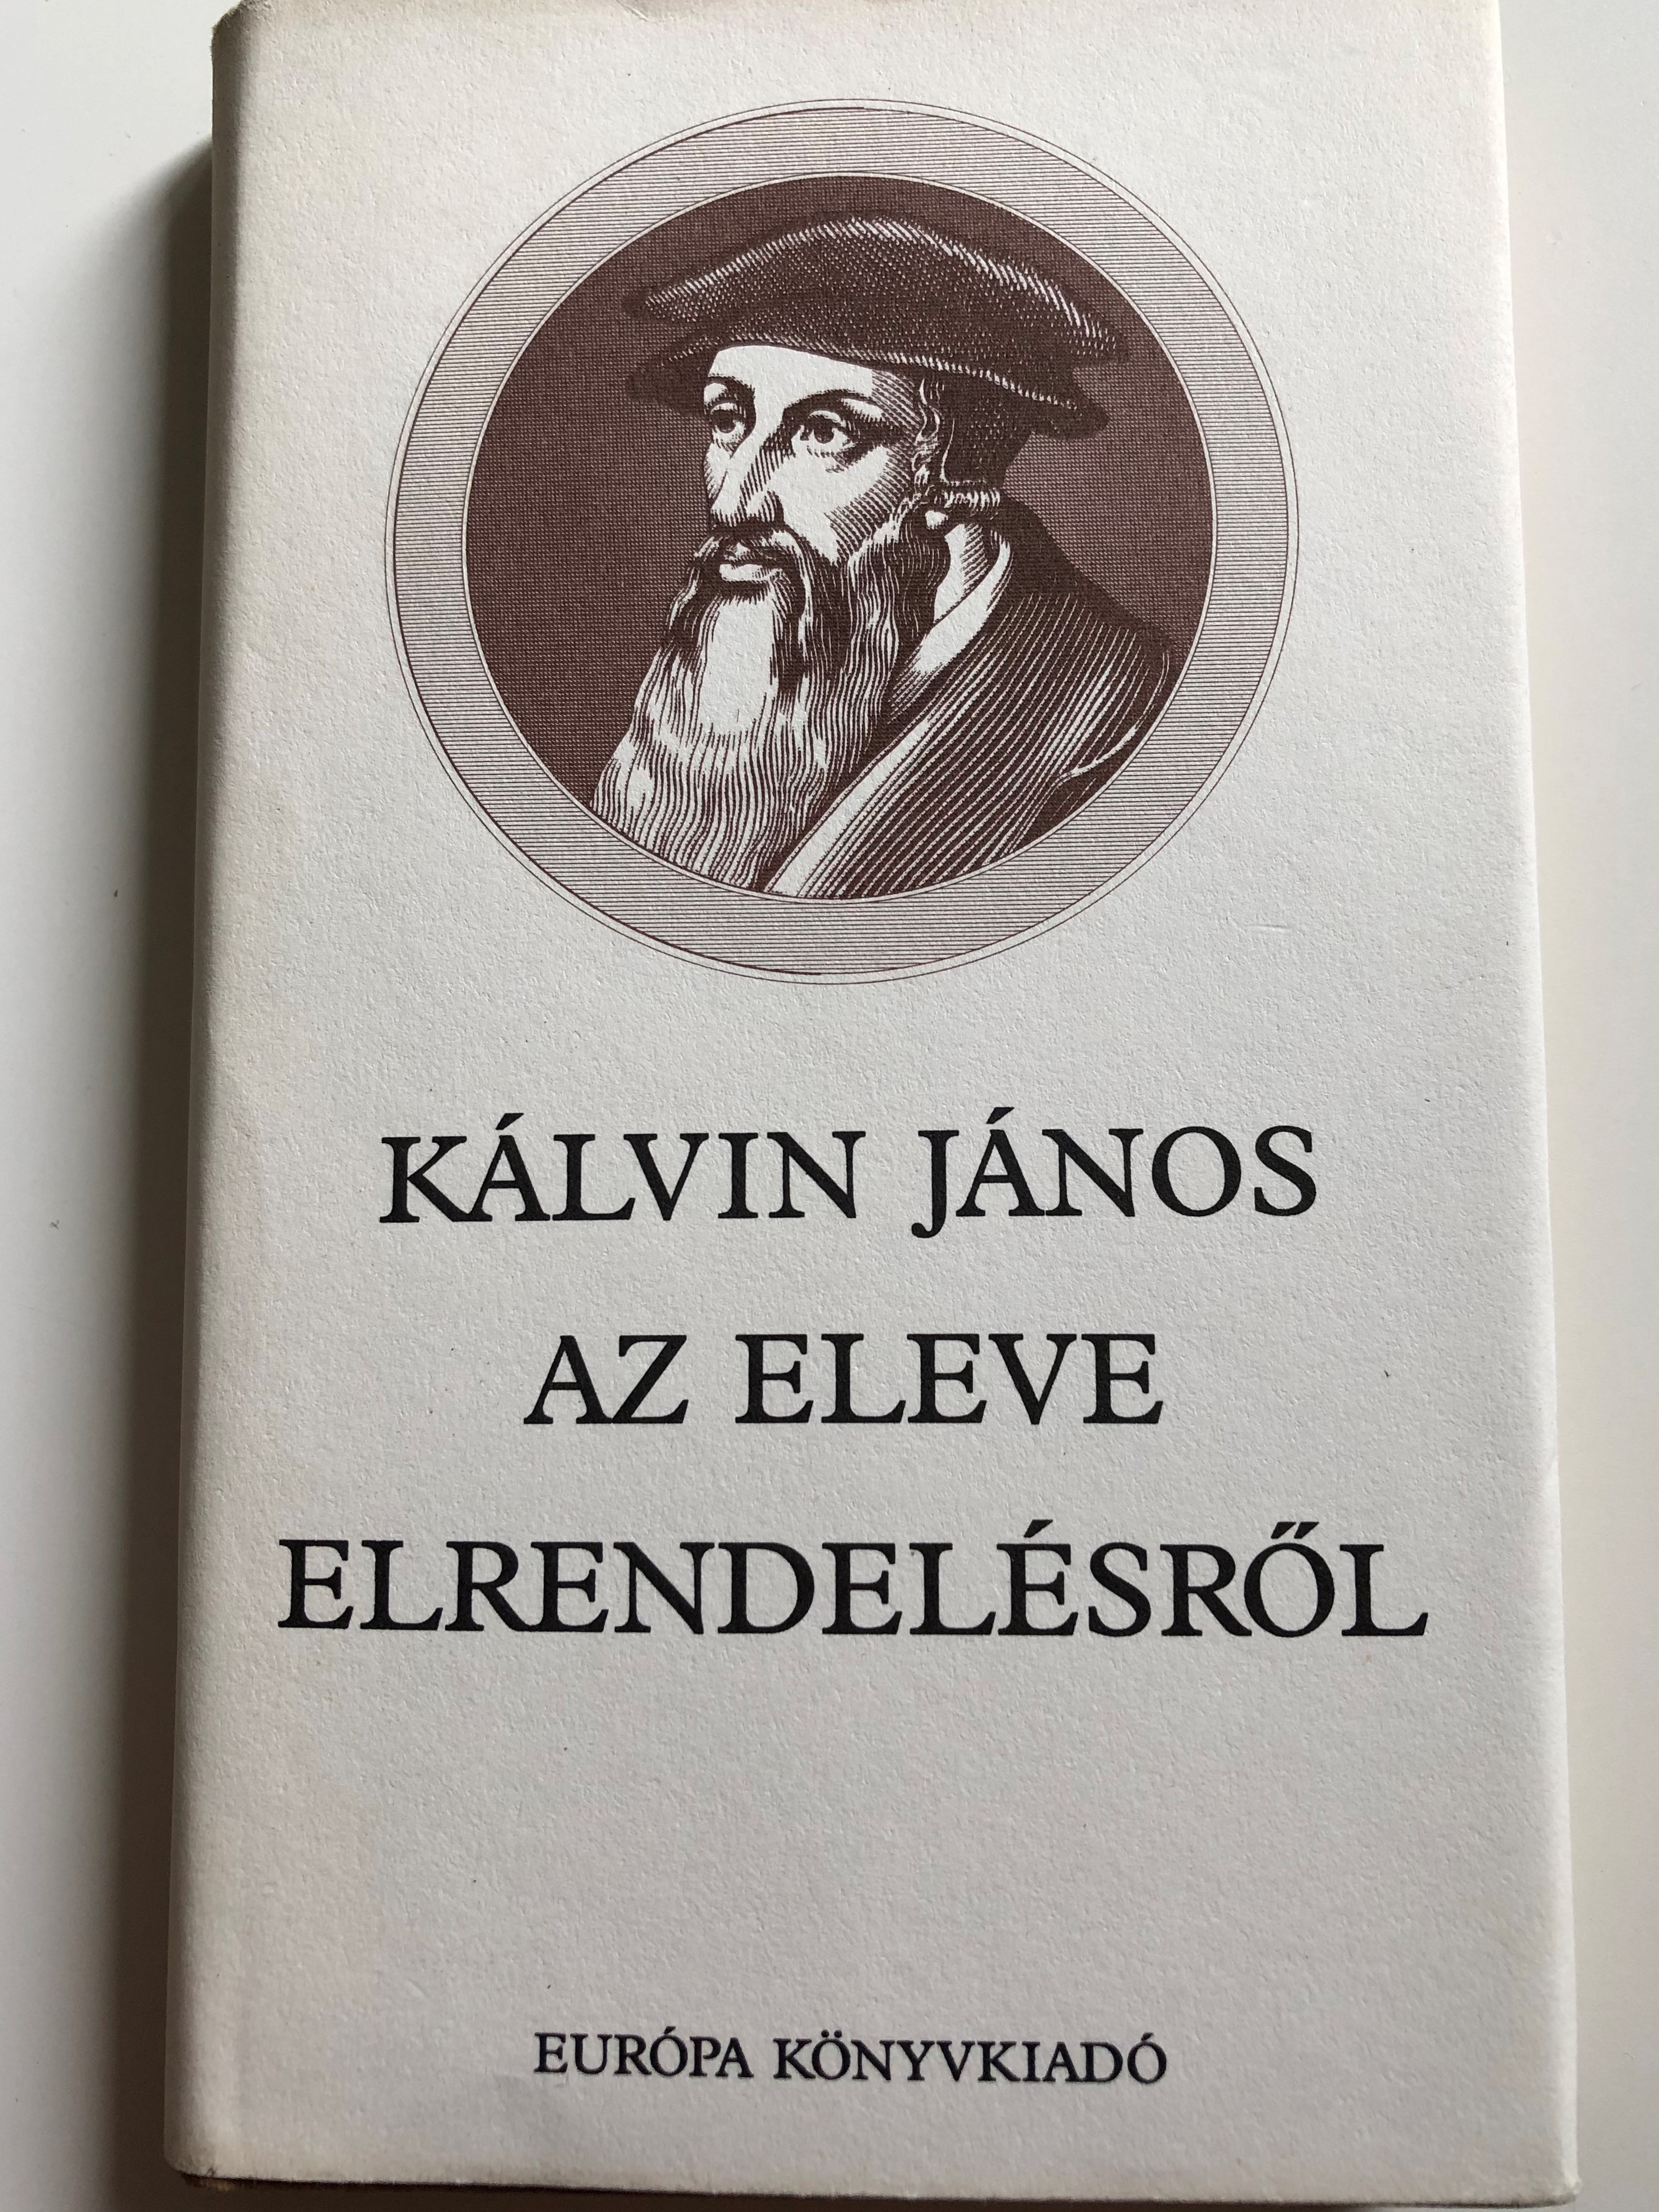 KÁLVIN JÁNOS
AZ ELEVE
ELRENDELÉSRŐL
EURÓPA KÖNYVKIADÓ